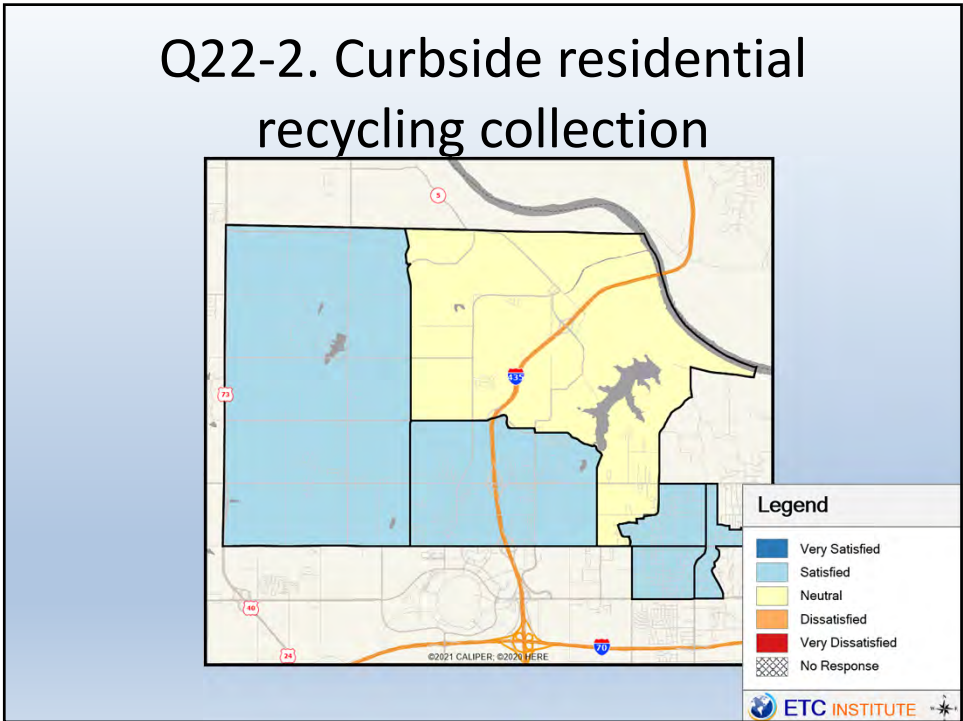 Q22-2. Curbside residential
recycling collection
5
435
73
40
24
70
©2021 CALIPER; ©2020 HERE
Legend
Very Satisfied
Satisfied
Neutral
Dissatisfied
Very Dissatisfied
No Response
ETC INSTITUTE